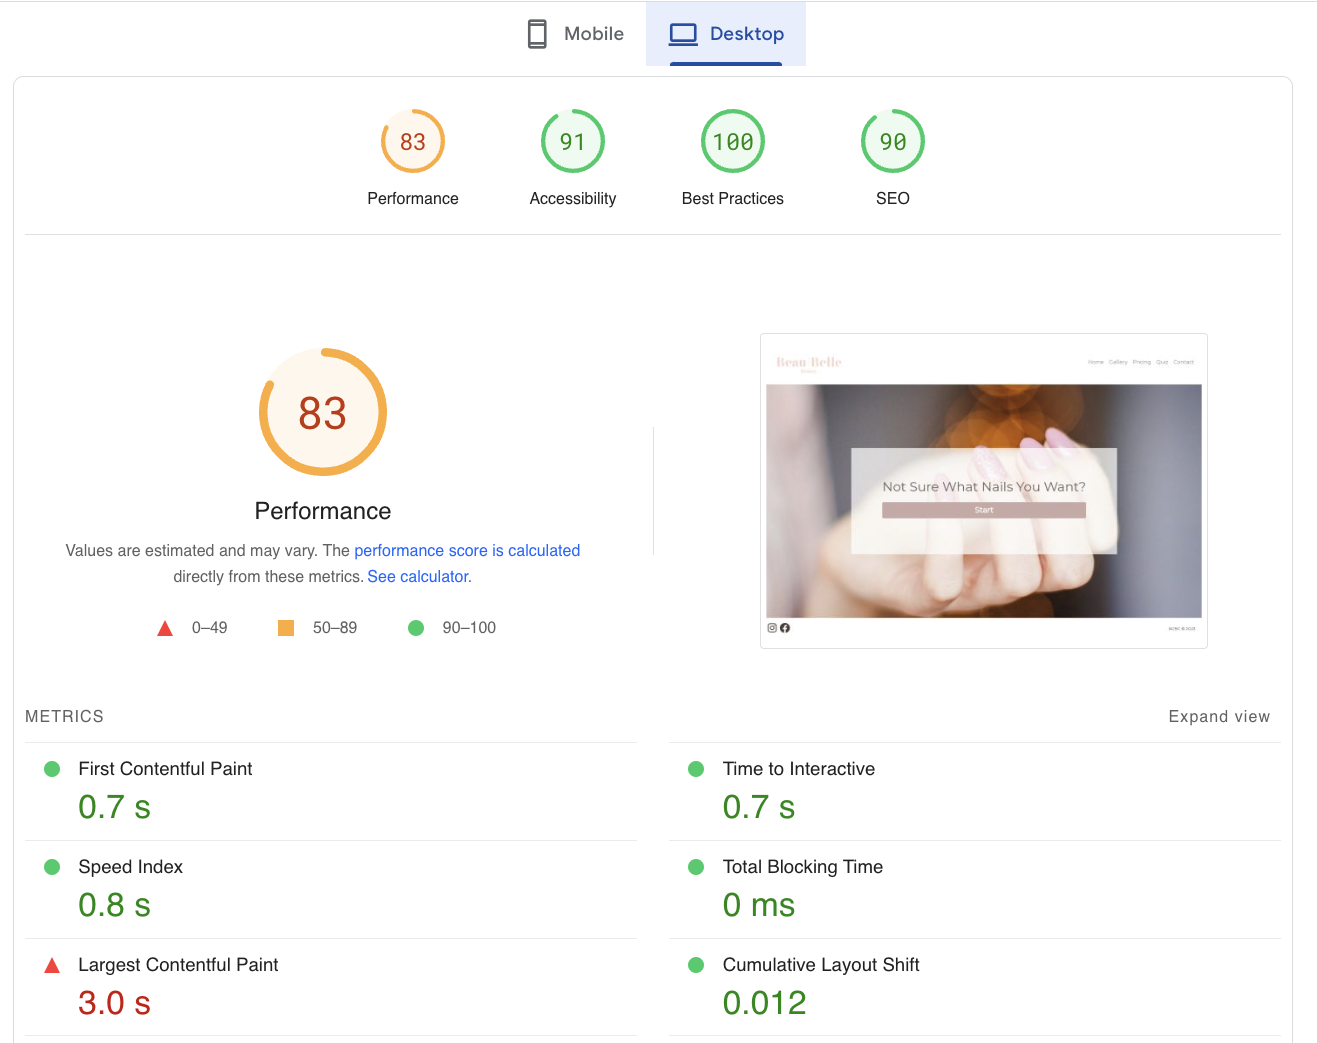 Mobile
Desktop
83
91
100
90
Performance
Accessibility
Best Practices
SEO
83
Performance
Values are estimated and may vary. The performance score is calculated
directly from these metrics. See calculator.
0–49
50–89
90–100
Beau Belle
Home Gallery Pricing Quiz Contact
Not Sure What Nails You Want?
Start
METRICS
Expand view
First Contentful Paint
0.7 s
Time to Interactive
0.7 s
Speed Index
0.8 s
Total Blocking Time
0 ms
Largest Contentful Paint
3.0 s
Cumulative Layout Shift
0.012